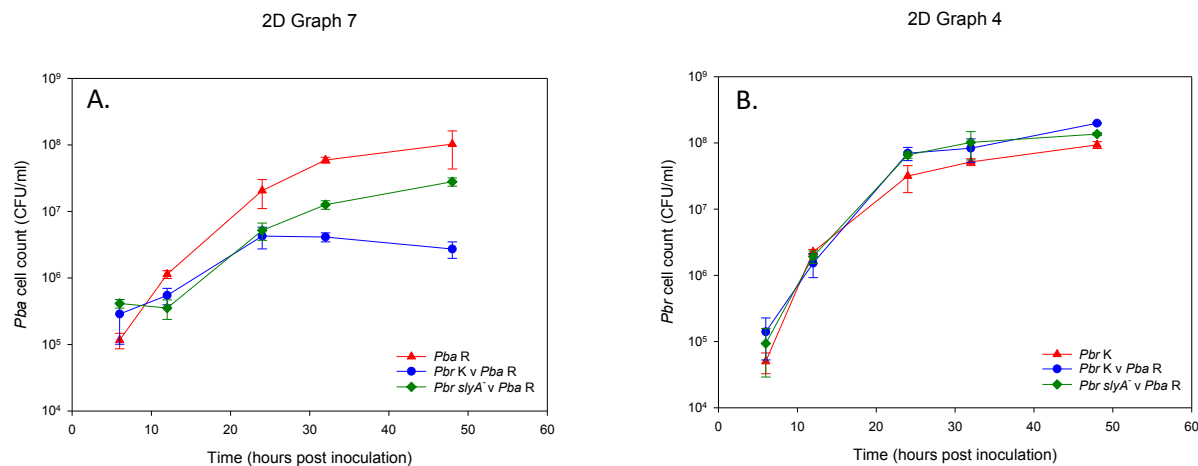 2D Graph 7
A.
Pba cell count (CFU/ml)
10⁹
10⁸
10⁷
10⁶
10⁵
10⁴
Pba R
Pbr K v Pba R
Pbr slyA⁻ v Pba R
0 10 20 30 40 50 60
Time (hours post inoculation)
2D Graph 4
B.
Pbr cell count (CFU/ml)
10⁹
10⁸
10⁷
10⁶
10⁵
10⁴
Pbr K
Pbr K v Pba R
Pbr slyA⁻ v Pba R
0 10 20 30 40 50 60
Time (hours post inoculation)